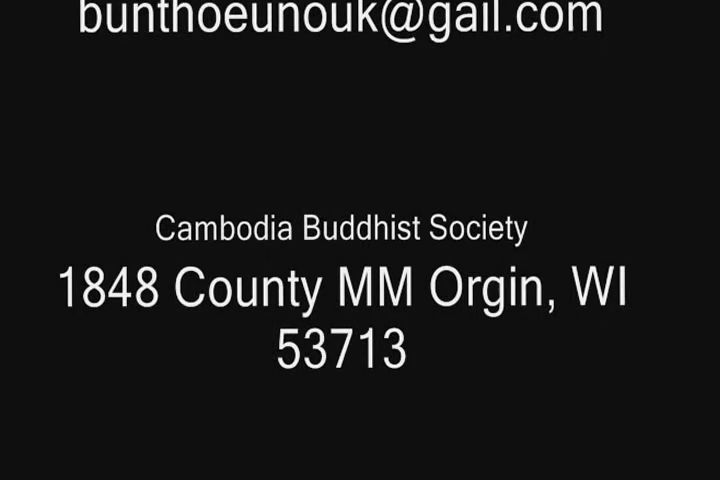 bunthoeunouk@gail.com
Cambodia Buddhist Society
1848 County MM Orgin, WI
53713